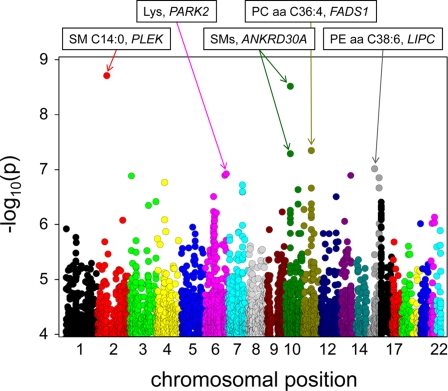 Lys, PARK2
PC aa C36:4, FADS1
SM C14:0, PLEK
SMs, ANKRD30A
PE aa C38:6, LIPC
9
8
7
6
5
4
-log10(p)
1 2 3 4 5 6 7 8 9 10 12 14 17 22
chromosomal position